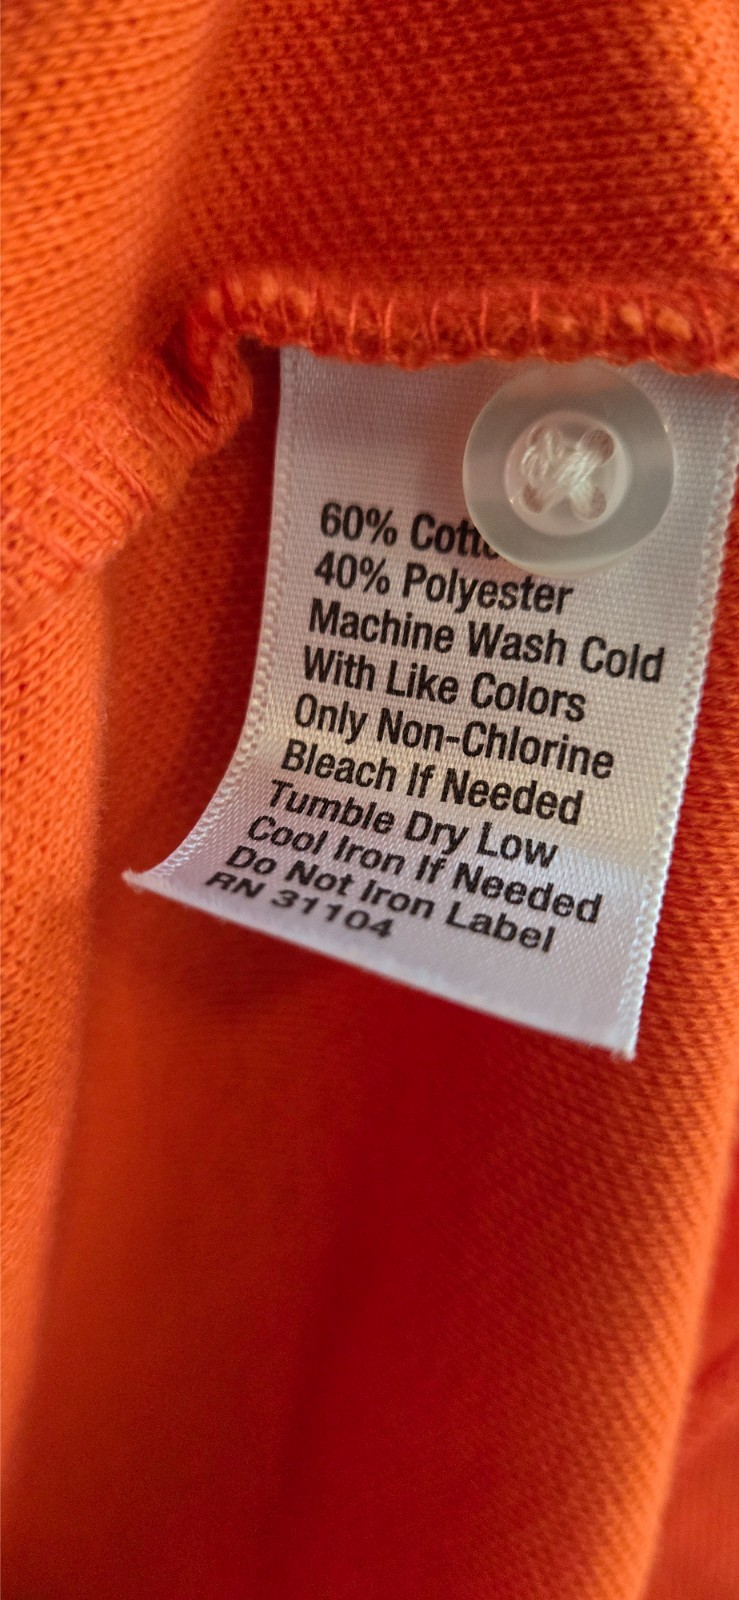 60% Cotto
40% Polyester
Machine Wash Cold
With Like Colors
Only Non-Chlorine
Bleach If Needed
Tumble Dry Low
Cool Iron If Needed
Do Not Iron Label
RN 31104